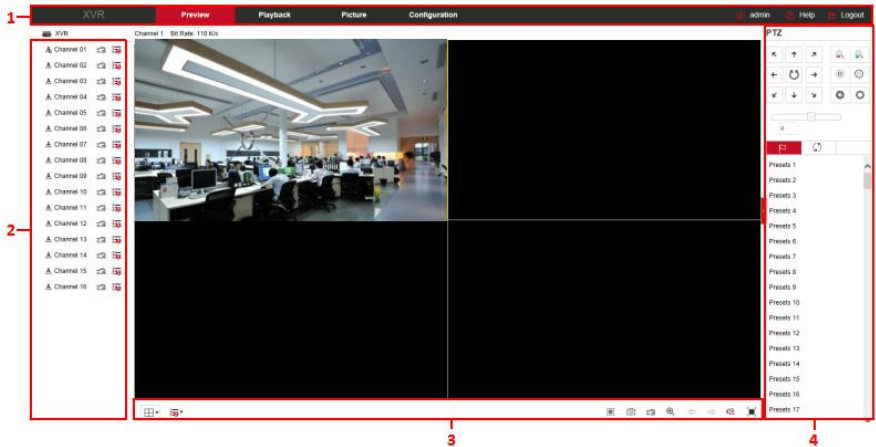 1
XVR Preview Playback Picture Configuration admin Help Logout
XVR
Channel 1 Bit Rate: 110 K/s
PTZ
Channel 01
Channel 02
Channel 03
Channel 04
Channel 05
Channel 06
Channel 07
Channel 08
Channel 09
Channel 10
Channel 11
Channel 12
Channel 13
Channel 14
Channel 15
Channel 16
2
4
Presets 1
Presets 2
Presets 3
Presets 4
Presets 5
Presets 6
Presets 7
Presets 8
Presets 9
Presets 10
Presets 11
Presets 12
Presets 13
Presets 14
Presets 15
Presets 16
Presets 17
3
4